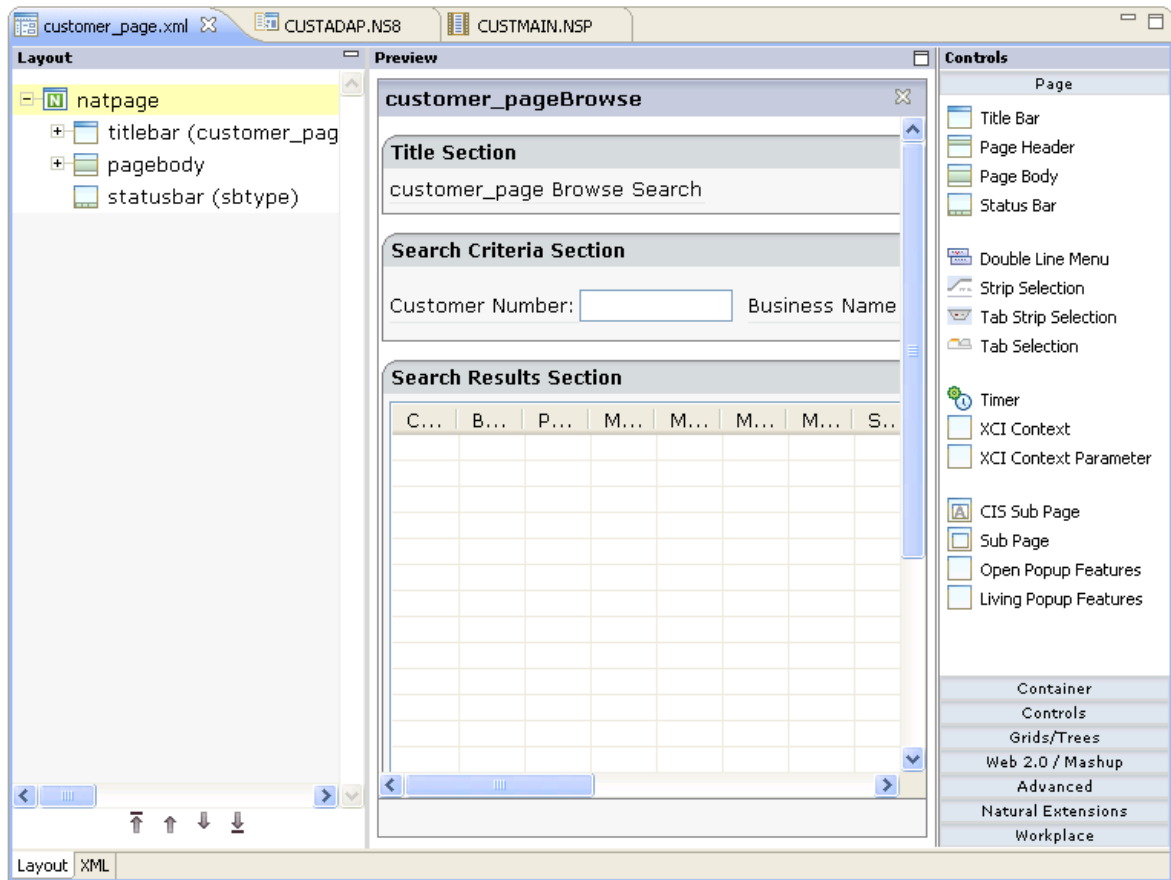 customer_page.xml CUSTADAP.NS8 CUSTMAIN.NSP
Layout
natpage
titlebar (customer_pag
pagebody
statusbar (sbtype)
Preview
customer_pageBrowse
Title Section
customer_page Browse Search
Search Criteria Section
Customer Number: Business Name
Search Results Section
C... B... P... M... M... M... M... S..
Controls
Page
Title Bar
Page Header
Page Body
Status Bar
Double Line Menu
Strip Selection
Tab Strip Selection
Tab Selection
Timer
XCI Context
XCI Context Parameter
CIS Sub Page
Sub Page
Open Popup Features
Living Popup Features
Container
Controls
Grids/Trees
Web 2.0 / Mashup
Advanced
Natural Extensions
Workplace
Layout XML